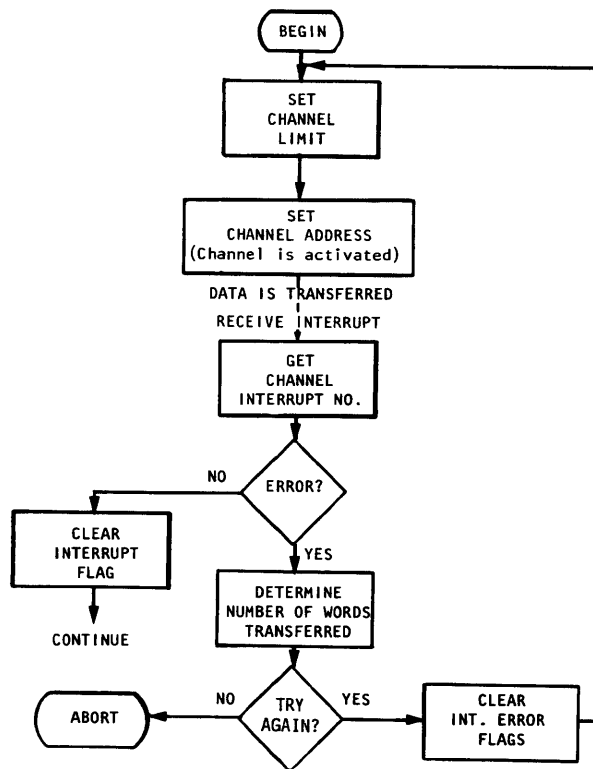 BEGIN
SET
CHANNEL
LIMIT
SET
CHANNEL ADDRESS
(Channel is activated)
DATA IS TRANSFERRED
RECEIVE INTERRUPT
GET
CHANNEL
INTERRUPT NO.
NO
ERROR?
CLEAR
INTERRUPT
FLAG
YES
CONTINUE
DETERMINE
NUMBER OF WORDS
TRANSFERRED
ABORT
NO
TRY
AGAIN?
YES
CLEAR
INT. ERROR
FLAGS